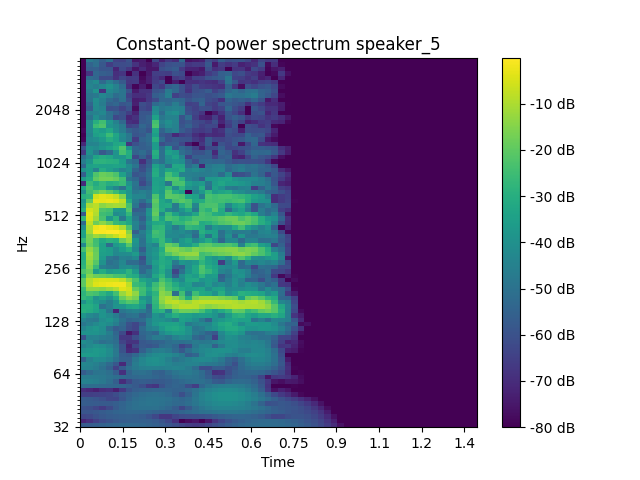 Constant-Q power spectrum speaker_5
Hz
2048
1024
512
256
128
64
32
0 0.15 0.3 0.45 0.6 0.75 0.9 1.1 1.2 1.4
Time
-10 dB
-20 dB
-30 dB
-40 dB
-50 dB
-60 dB
-70 dB
-80 dB